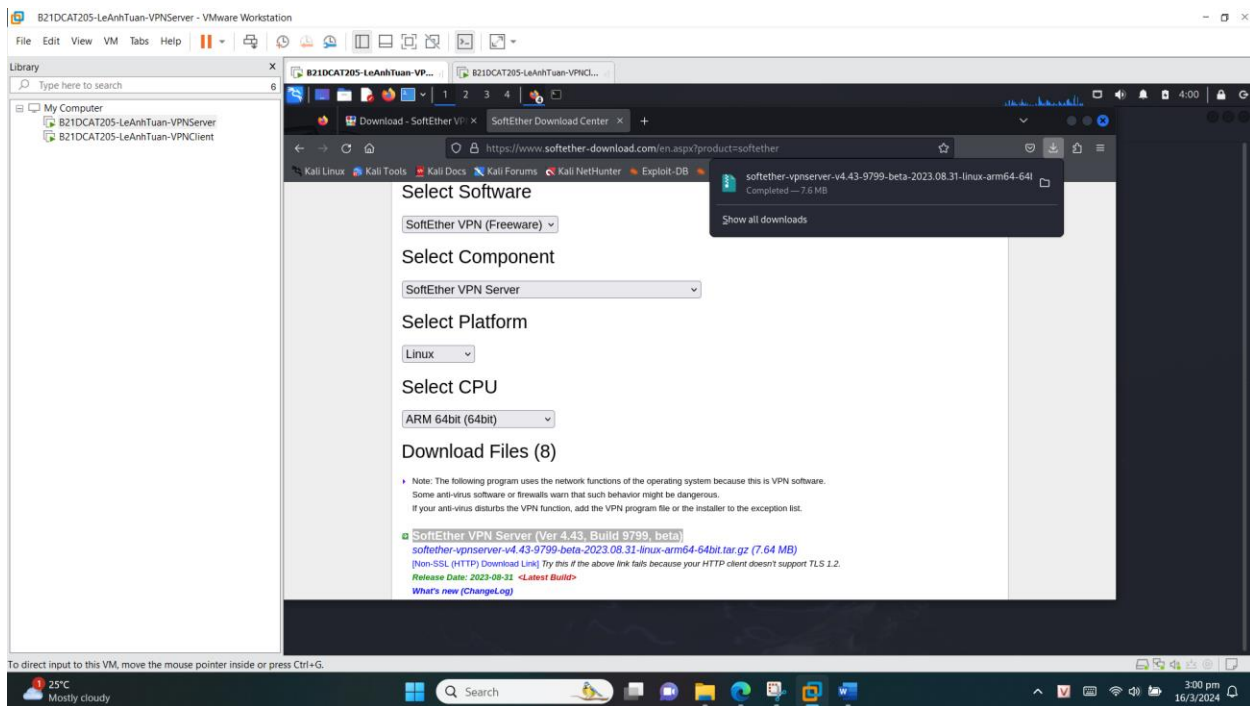 B21DCAT205-LeAnhTuan-VPNServer - VMware Workstation
File Edit View VM Tabs Help
Library X
Type here to search
My Computer
B21DCAT205-LeAnhTuan-VPNServer
B21DCAT205-LeAnhTuan-VPNClient
B21DCAT205-LeAnhTuan-VP... B21DCAT205-LeAnhTuan-VPNCl...
1 2 3 4 4:00
Download - SoftEther VP SoftEther Download Center
https://www.softether-download.com/en.aspx?product=softether
Kali Linux Kali Tools Kali Docs Kali Forums Kali NetHunter Exploit-DB
softether-vpnserver-v4.43-9799-beta-2023.08.31-linux-arm64-64
Completed — 7.6 MB
Show all downloads
Select Software
SoftEther VPN (Freeware)
Select Component
SoftEther VPN Server
Select Platform
Linux
Select CPU
ARM 64bit (64bit)
Download Files (8)
Note: The following program uses the network functions of the operating system because this is VPN software.
Some anti-virus software or firewalls warn that such behavior might be dangerous.
If your anti-virus disturbs the VPN function, add the VPN program file or the installer to the exception list.
SoftEther VPN Server (Ver 4.43, Build 9799, beta)
softether-vpnserver-v4.43-9799-beta-2023.08.31-linux-arm64-64bit.tar.gz (7.64 MB)
[Non-SSL (HTTP) Download Link] Try this if the above link fails because your HTTP client doesn't support TLS 1.2.
Release Date: 2023-08-31 <Latest Build>
What's new (ChangeLog)
To direct input to this VM, move the mouse pointer inside or press Ctrl+G.
1 25°C
Mostly cloudy
Search
3:00 pm
16/3/2024